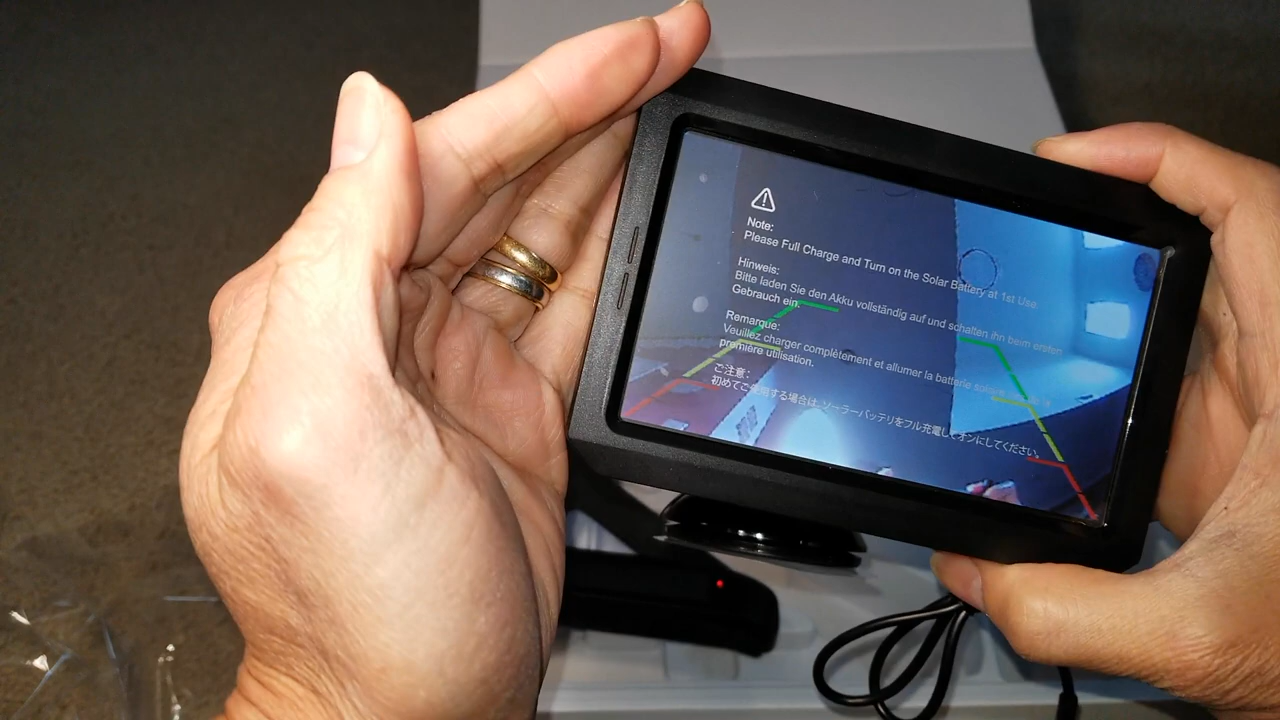 Note:
Please Full Charge and Turn on the Solar Battery at 1st Use.
Hinweis:
Bitte laden Sie den Akku vollständig auf und schalten ihn beim ersten
Gebrauch ein.
Remarque:
Veuillez charger complètement et allumer la batterie solaire
première utilisation.
ご注意:
初めてご使用する場合は、ソーラーバッテリをフル充電してオンにしてください。